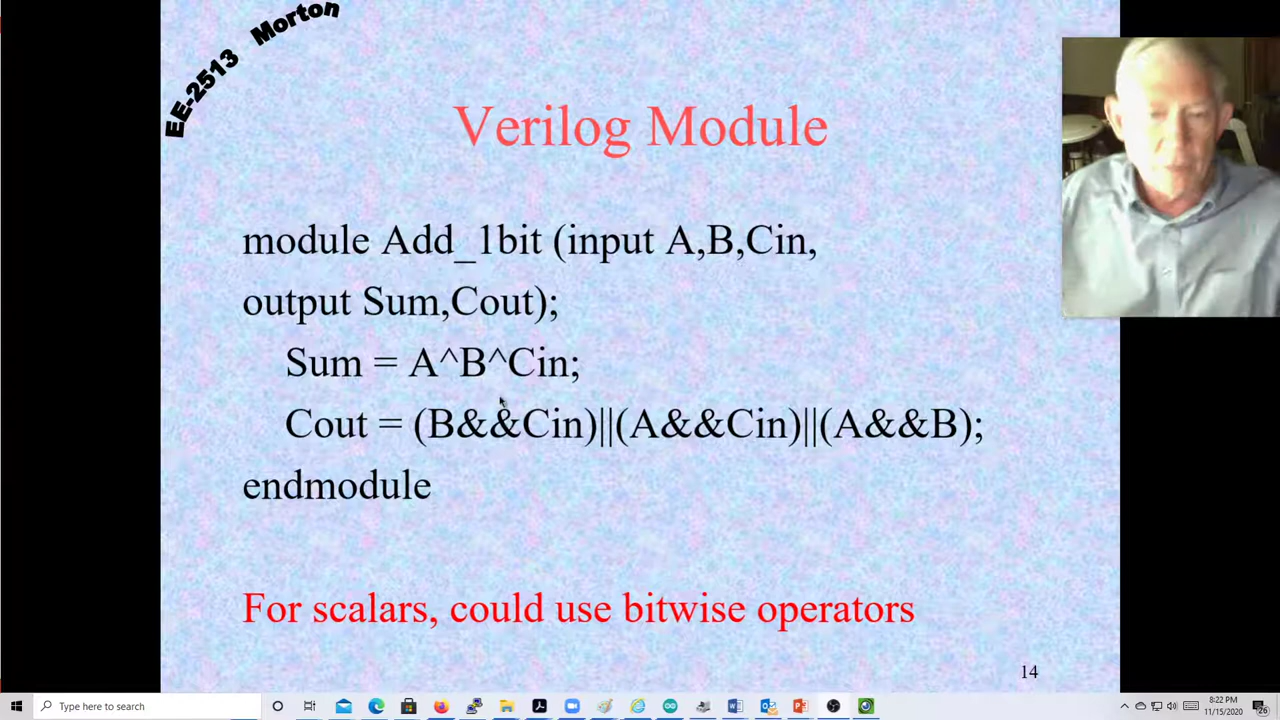 EE-2513 Morton
Verilog Module
module Add_1bit (input A,B,Cin,
output Sum,Cout);
Sum = A^B^Cin;
Cout = (B&&Cin)||(A&&Cin)||(A&&B);
endmodule
For scalars, could use bitwise operators
14
Type here to search
8:22 PM
11/15/2020
26